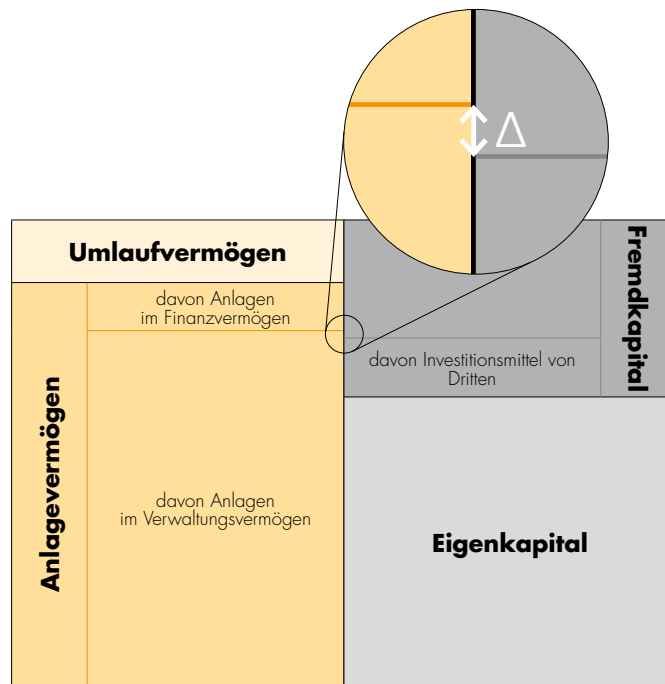 Δ
Umlaufvermögen
davon Anlagen
im Finanzvermögen
Anlagevermögen
davon Anlagen
im Verwaltungsvermögen
Fremdkapital
davon Investitionsmittel von
Dritten
Eigenkapital